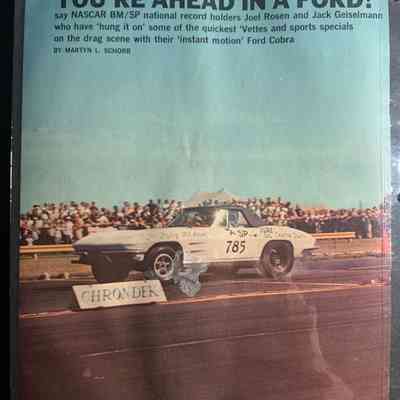 YOU'RE AHEAD IN A FORD!
say NASCAR BM/SP national record holders Joel Rosen and Jack Geiselmann
who have 'hung it on' some of the quickest 'Vettes and sports specials
on the drag scene with their 'instant motion' Ford Cobra
BY MARTYN L. SCHORR
A SP
785
CHRONDEK